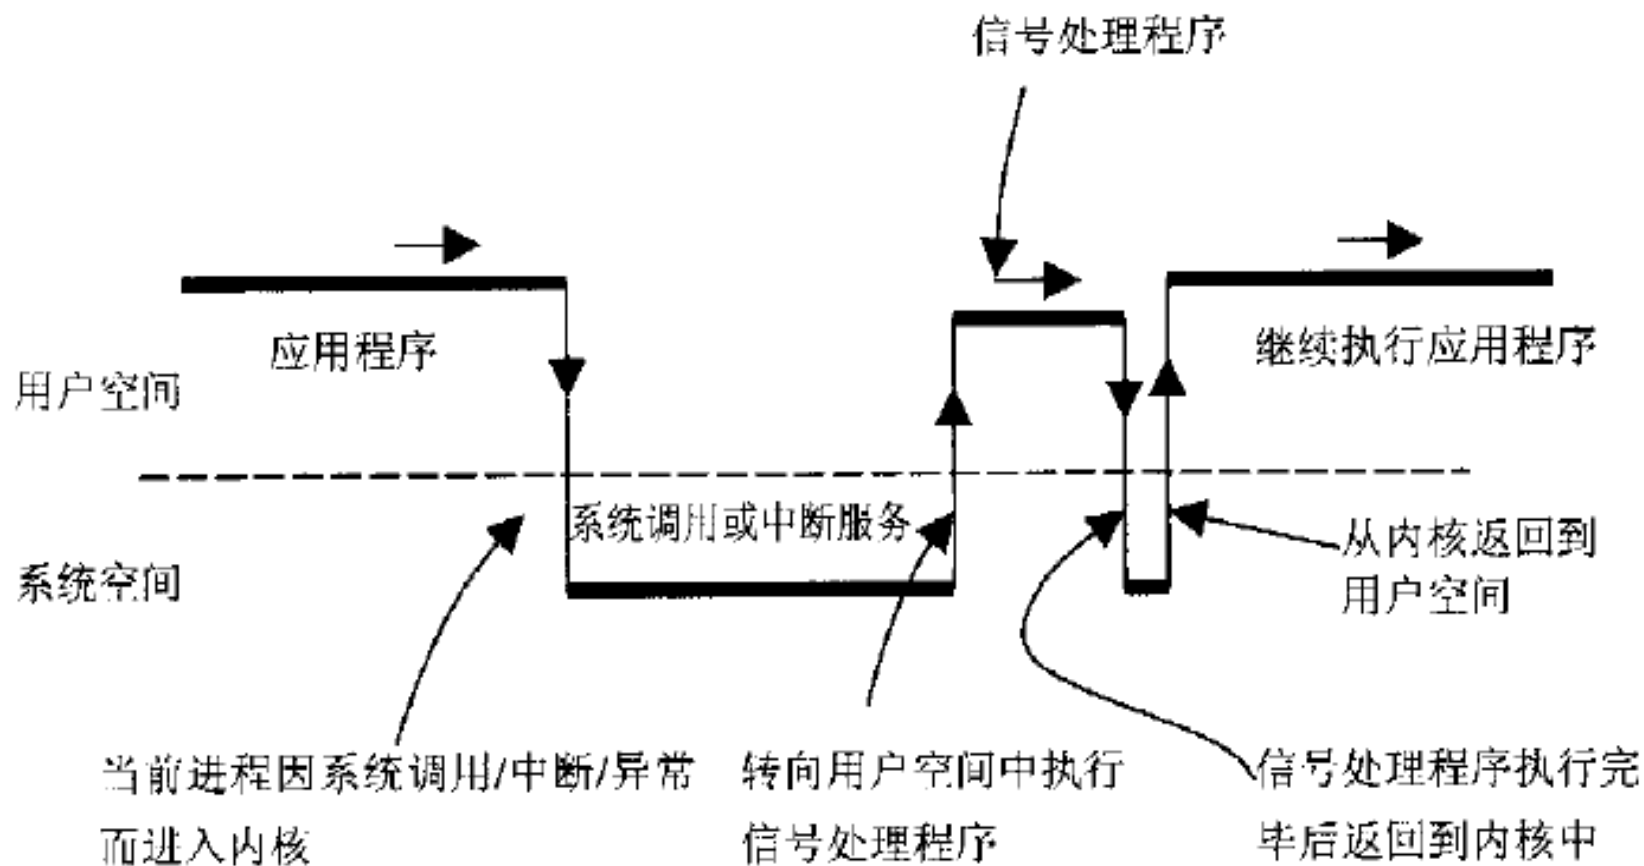 信号处理程序
应用程序
继续执行应用程序
用户空间
系统调用或中断服务
从内核返回到
用户空间
系统空间
当前进程因系统调用/中断/异常
而进入内核
转向用户空间中执行
信号处理程序
信号处理程序执行完
毕后返回到内核中